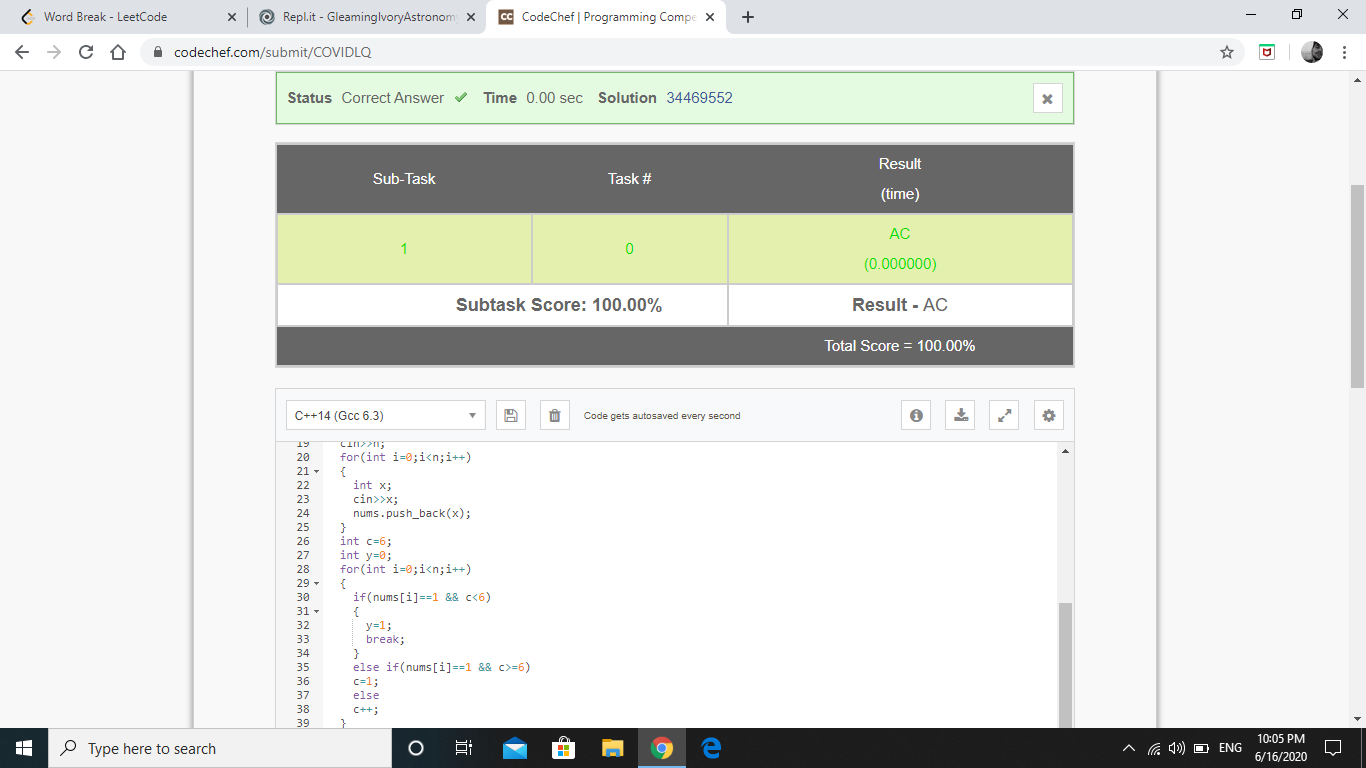 Word Break - LeetCode
Repl.it - GleamingIvoryAstronom
CodeChef | Programming Compe
codechef.com/submit/COVIDLQ
Status Correct Answer ✔ Time 0.00 sec Solution 34469552
Sub-Task Task # Result
(time)
1 0 AC
(0.000000)
Subtask Score: 100.00% Result - AC
Total Score = 100.00%
C++14 (Gcc 6.3) Code gets autosaved every second
19 cin>>n;
20 for(int i=0;i<n;i++)
21 {
22 int x;
23 cin>>x;
24 nums.push_back(x);
25 }
26 int c=6;
27 int y=0;
28 for(int i=0;i<n;i++)
29 {
30 if(nums[i]==1 && c<6)
31 {
32 y=1;
33 break;
34 }
35 else if(nums[i]==1 && c>=6)
36 c=1;
37 else
38 c++;
39 }
Type here to search
ENG
10:05 PM
6/16/2020